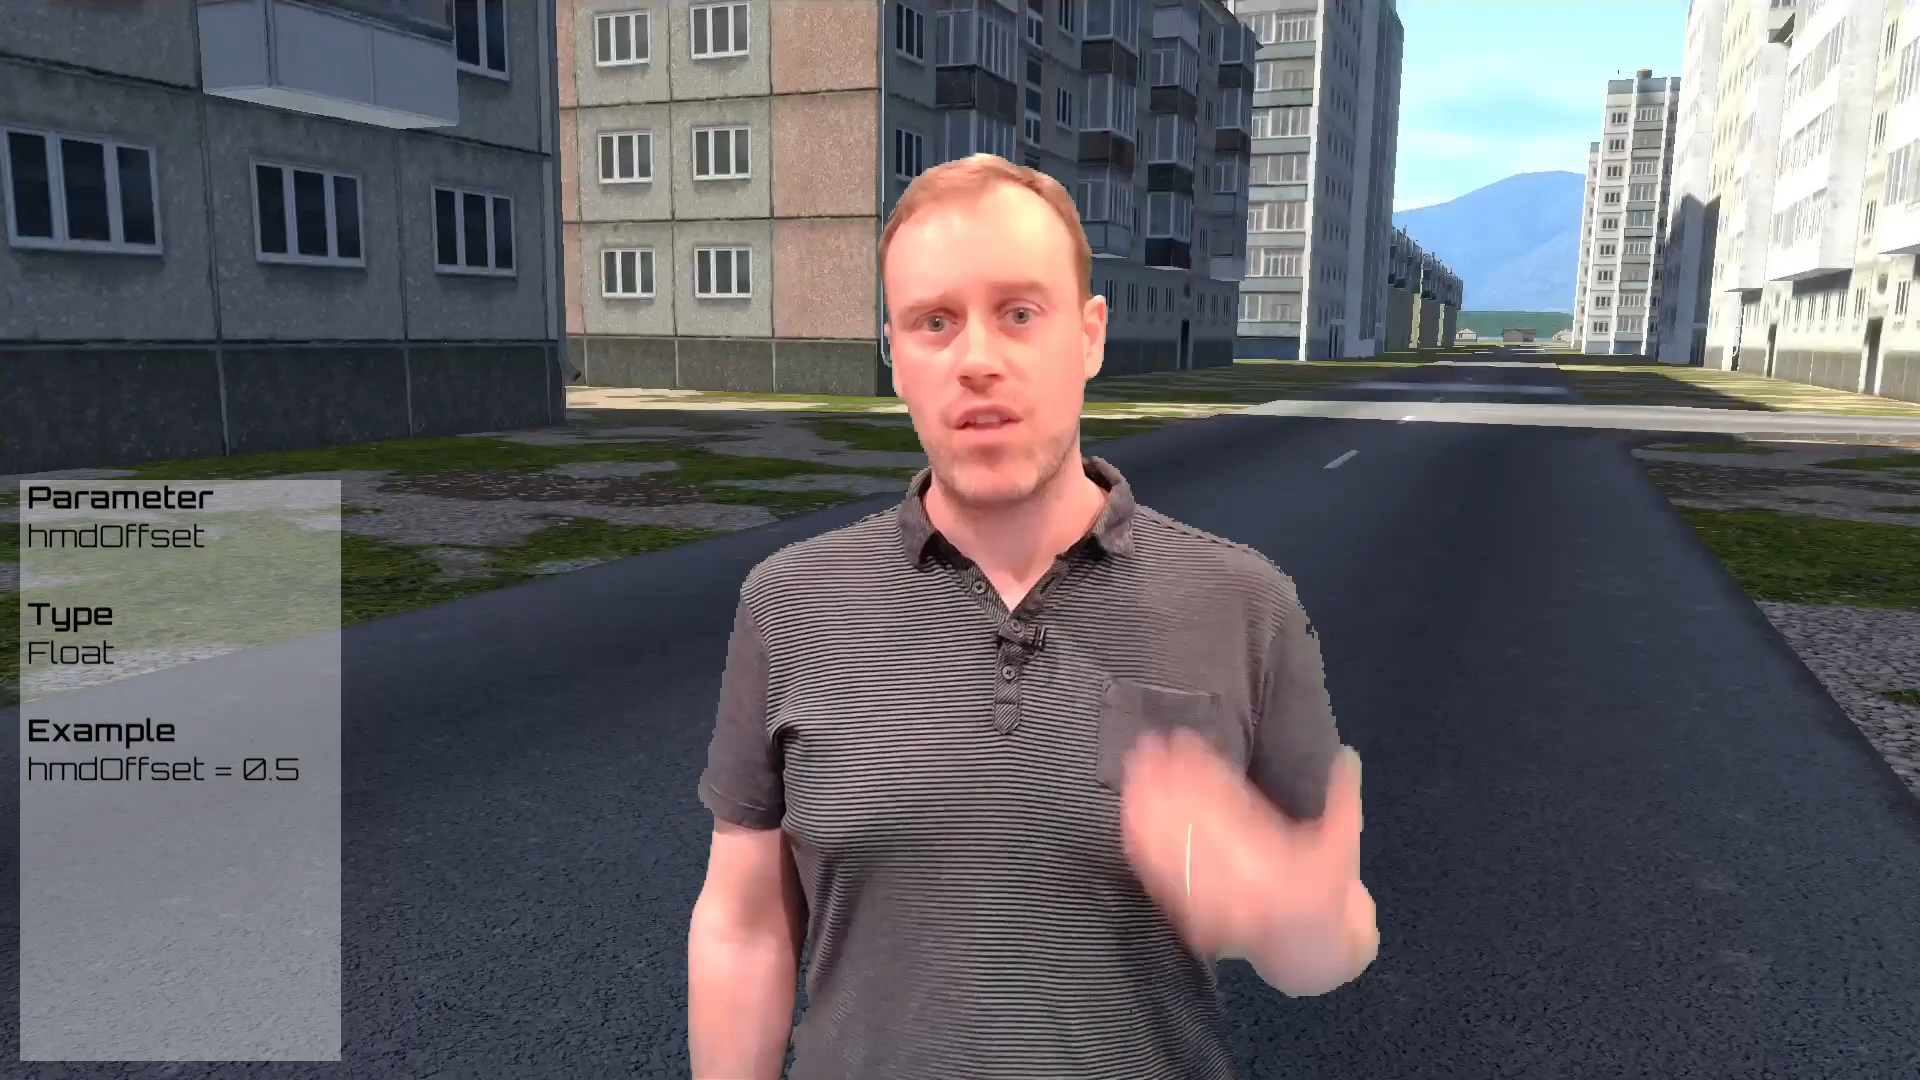 Parameter
hmdOffset
Type
Float
Example
hmdOffset = 0.5